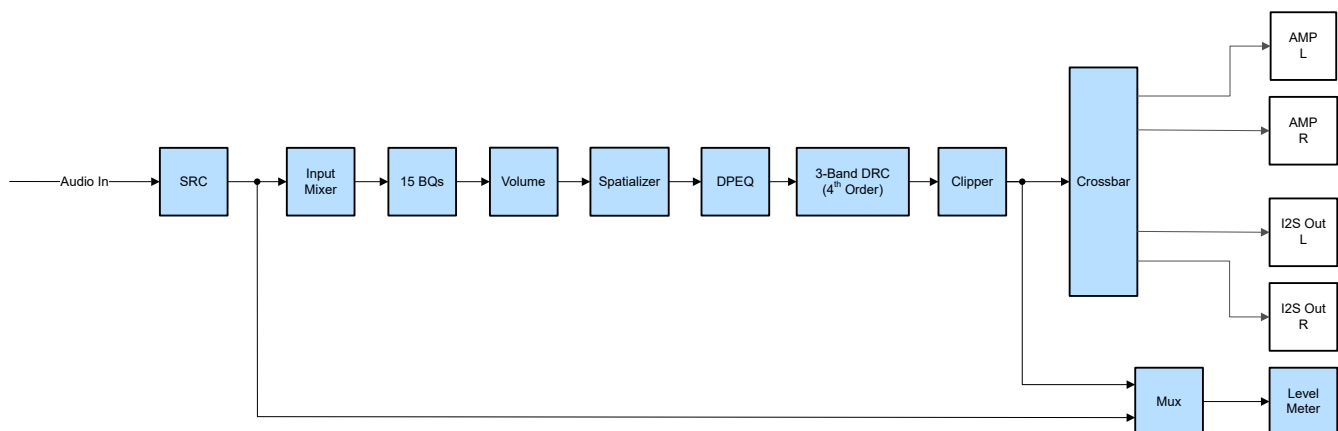 Audio In
SRC
Input
Mixer
15 BQs
Volume
Spatializer
DPEQ
3-Band DRC
(4th Order)
Clipper
Crossbar
AMP
L
AMP
R
I2S Out
L
I2S Out
R
Mux
Level
Meter